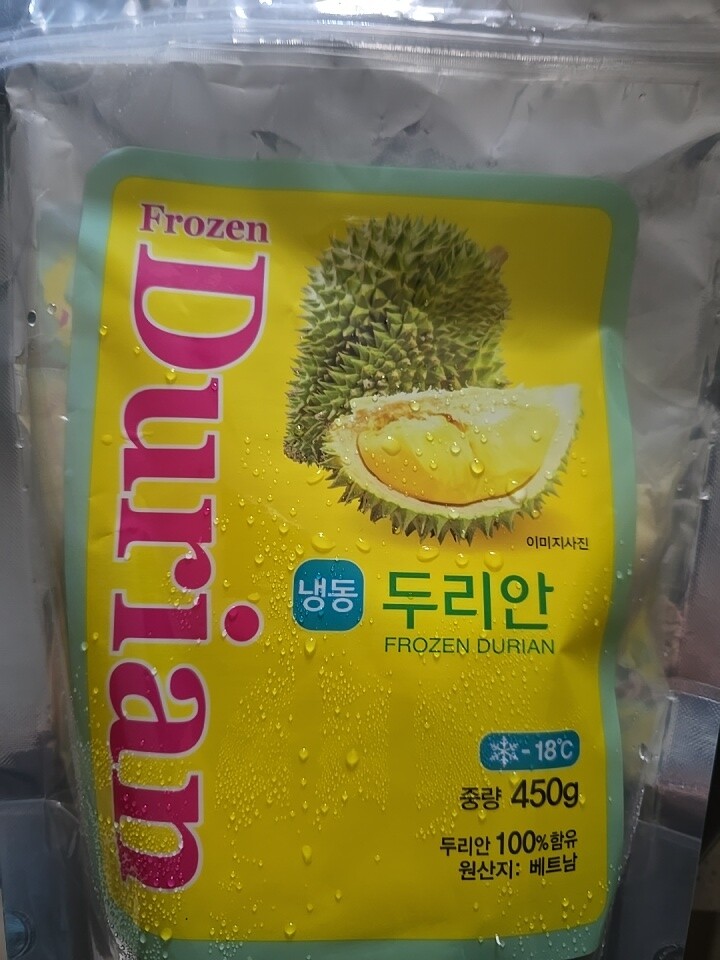 Frozen
Durian
이미지사진
냉동 두리안
FROZEN DURIAN
-18℃
중량 450g
두리안 100%함유
원산지: 베트남